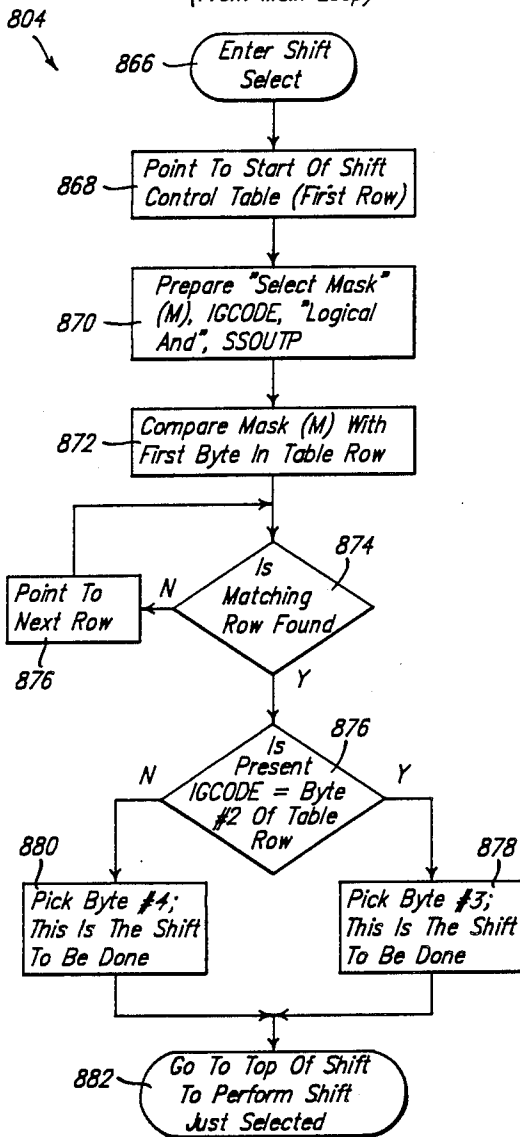 (From Main Loop)
804
866
Enter Shift
Select
868
Point To Start Of Shift
Control Table (First Row)
870
Prepare "Select Mask"
(M), IGCODE, "Logical
And", SSOUTP
872
Compare Mask (M) With
First Byte In Table Row
874
Is
Matching
Row Found
N
Point To
Next Row
876
Y
876
Is
Present
IGCODE = Byte
#2 Of Table
Row
N
Y
880
Pick Byte #4;
This Is The Shift
To Be Done
878
Pick Byte #3;
This Is The Shift
To Be Done
882
Go To Top Of Shift
To Perform Shift
Just Selected